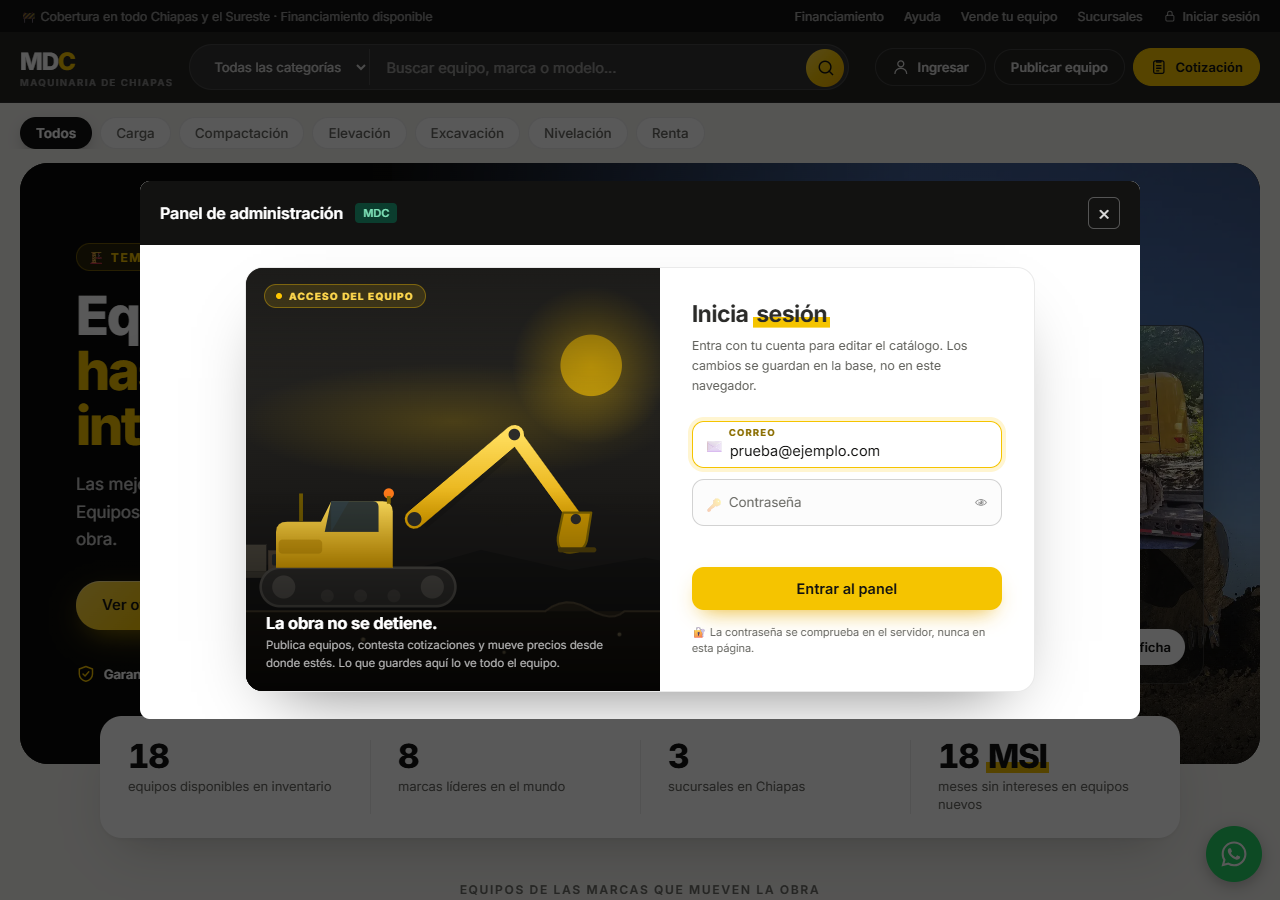 Cobertura en todo Chiapas y el Sureste · Financiamiento disponible
Financiamiento Ayuda Vende tu equipo Sucursales Iniciar sesión
MDC
MAQUINARIA DE CHIAPAS
Todas las categorías
Buscar equipo, marca o modelo...
Ingresar
Publicar equipo
Cotización
Todos Carga Compactación Elevación Excavación Nivelación Renta
Panel de administración MDC
TEM
Eq
ha
int
Las mej
Equipos
obra.
Ver o
Garan
ficha
ACCESO DEL EQUIPO
La obra no se detiene.
Publica equipos, contesta cotizaciones y mueve precios desde
donde estés. Lo que guardes aquí lo ve todo el equipo.
Inicia sesión
Entra con tu cuenta para editar el catálogo. Los
cambios se guardan en la base, no en este
navegador.
CORREO
prueba@ejemplo.com
Contraseña
Entrar al panel
La contraseña se comprueba en el servidor, nunca en
esta página.
18
equipos disponibles en inventario
8
marcas líderes en el mundo
3
sucursales en Chiapas
18 MSI
meses sin intereses en equipos
nuevos
EQUIPOS DE LAS MARCAS QUE MUEVEN LA OBRA